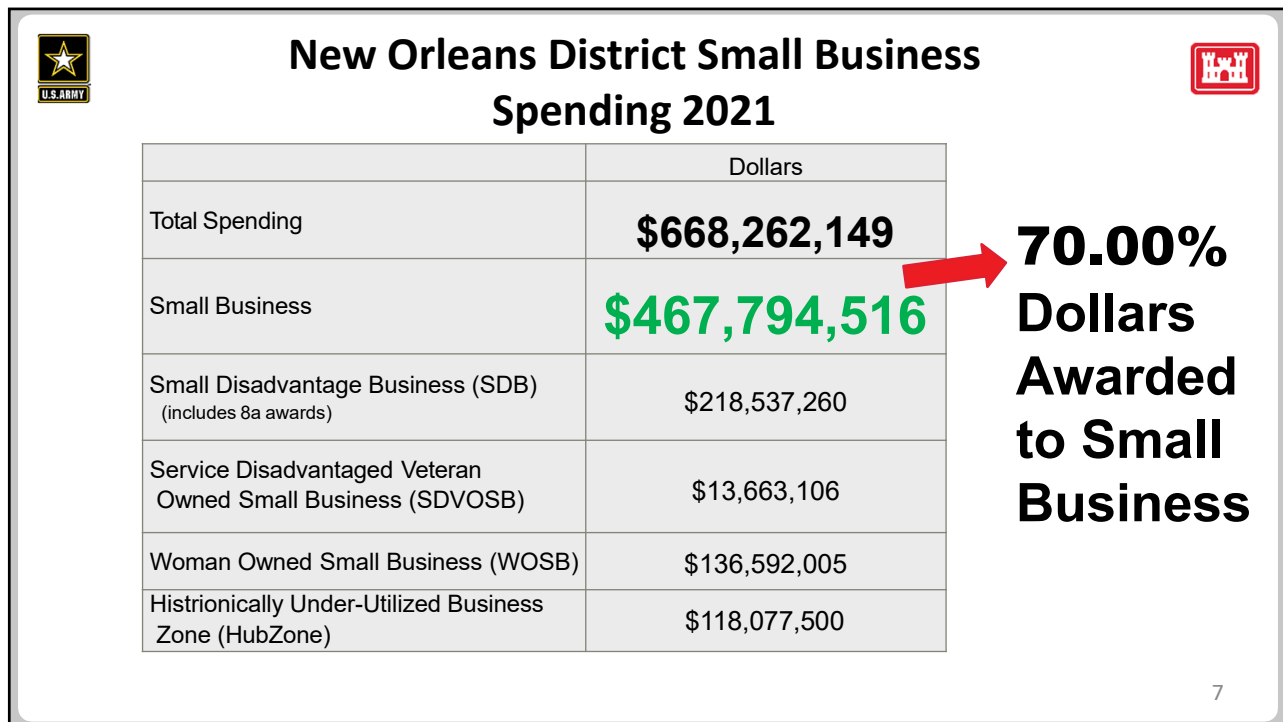 U.S.ARMY
New Orleans District Small Business
Spending 2021
Dollars
Total Spending
$668,262,149
Small Business
$467,794,516
Small Disadvantage Business (SDB)
(includes 8a awards)
$218,537,260
Service Disadvantaged Veteran
Owned Small Business (SDVOSB)
$13,663,106
Woman Owned Small Business (WOSB)
$136,592,005
Histrionically Under-Utilized Business
Zone (HubZone)
$118,077,500
70.00%
Dollars
Awarded
to Small
Business
7